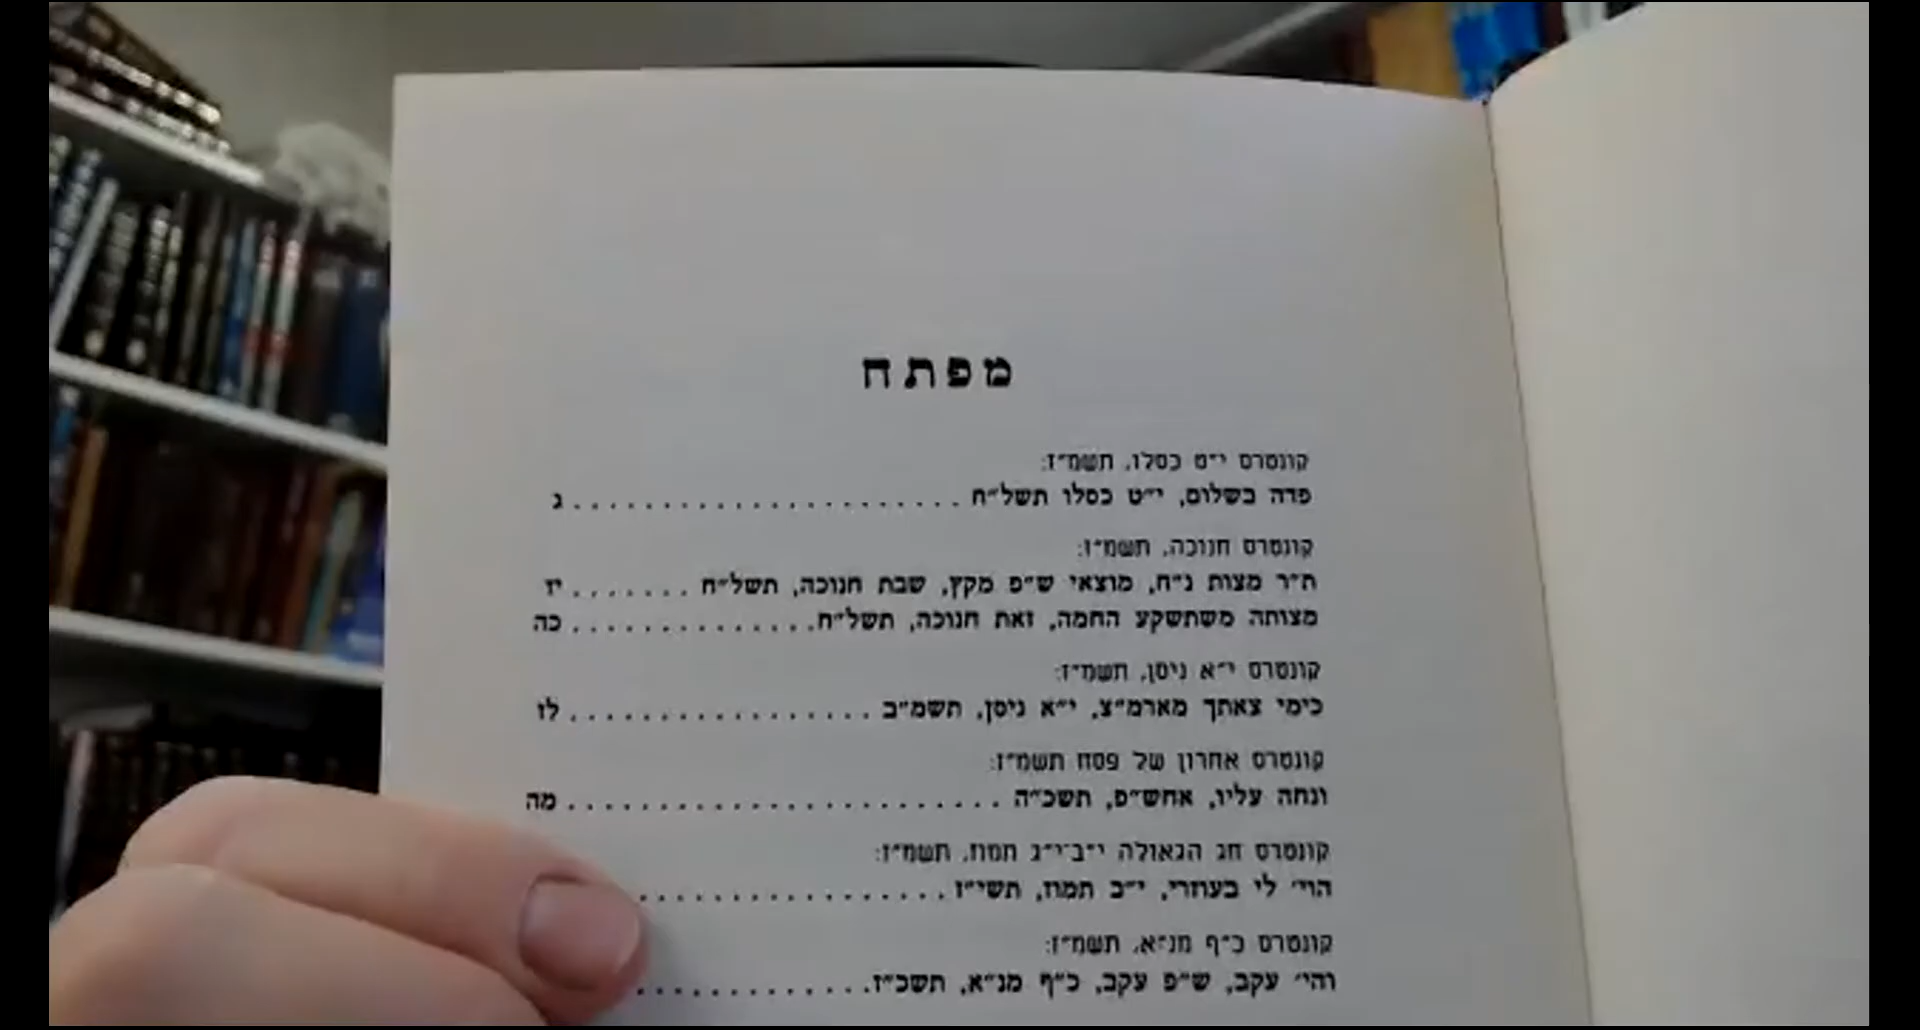 מפתח
קונטרס י״ט כסלו, תשמ״ז:
פדה בשלום, י״ט כסלו תשל״ח . . . . . . . . . . . . . . . . . . . . . . ג
קונטרס חנוכה, תשמ״ז:
ת״ר מצות נ״ח, מוצאי ש״פ מקץ, שבת חנוכה, תשל״ח . . . . . . . יז
מצותה משתשקע החמה, זאת חנוכה, תשל״ח . . . . . . . . . . . . . . כה
קונטרס י״א ניסן, תשמ״ז:
כימי צאתך מארמ״צ, י״א ניסן, תשמ״ב . . . . . . . . . . . . . . . . . לז
קונטרס אחרון של פסח תשמ״ז:
ונחה עליו, אחש״פ, תשכ״ה . . . . . . . . . . . . . . . . . . . . . . . . מה
קונטרס חג הגאולה י״ב־י״ג תמוז, תשמ״ז:
הוי׳ לי בעוזרי, י״ב תמוז, תשי״ז . . . . . . . . . . . . . . . . .
קונטרס כ״ף מנ״א, תשמ״ז:
והי׳ עקב, ש״פ עקב, כ״ף מנ״א, תשכ״ז . . . . . . . . . . . . .